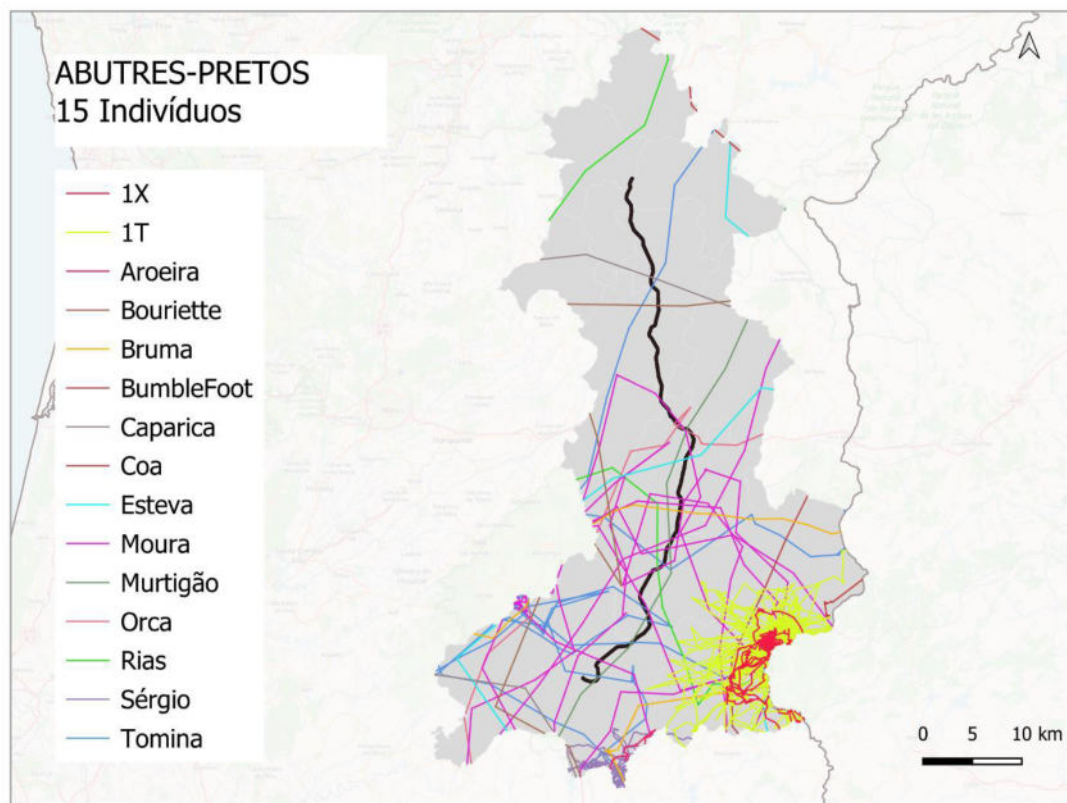 ABUTRES-PRETOS
15 Indivíduos
1X
1T
Aroeira
Bouriette
Bruma
BumbleFoot
Caparica
Coa
Esteva
Moura
Murtigão
Orca
Rias
Sérgio
Tomina
0 5 10 km